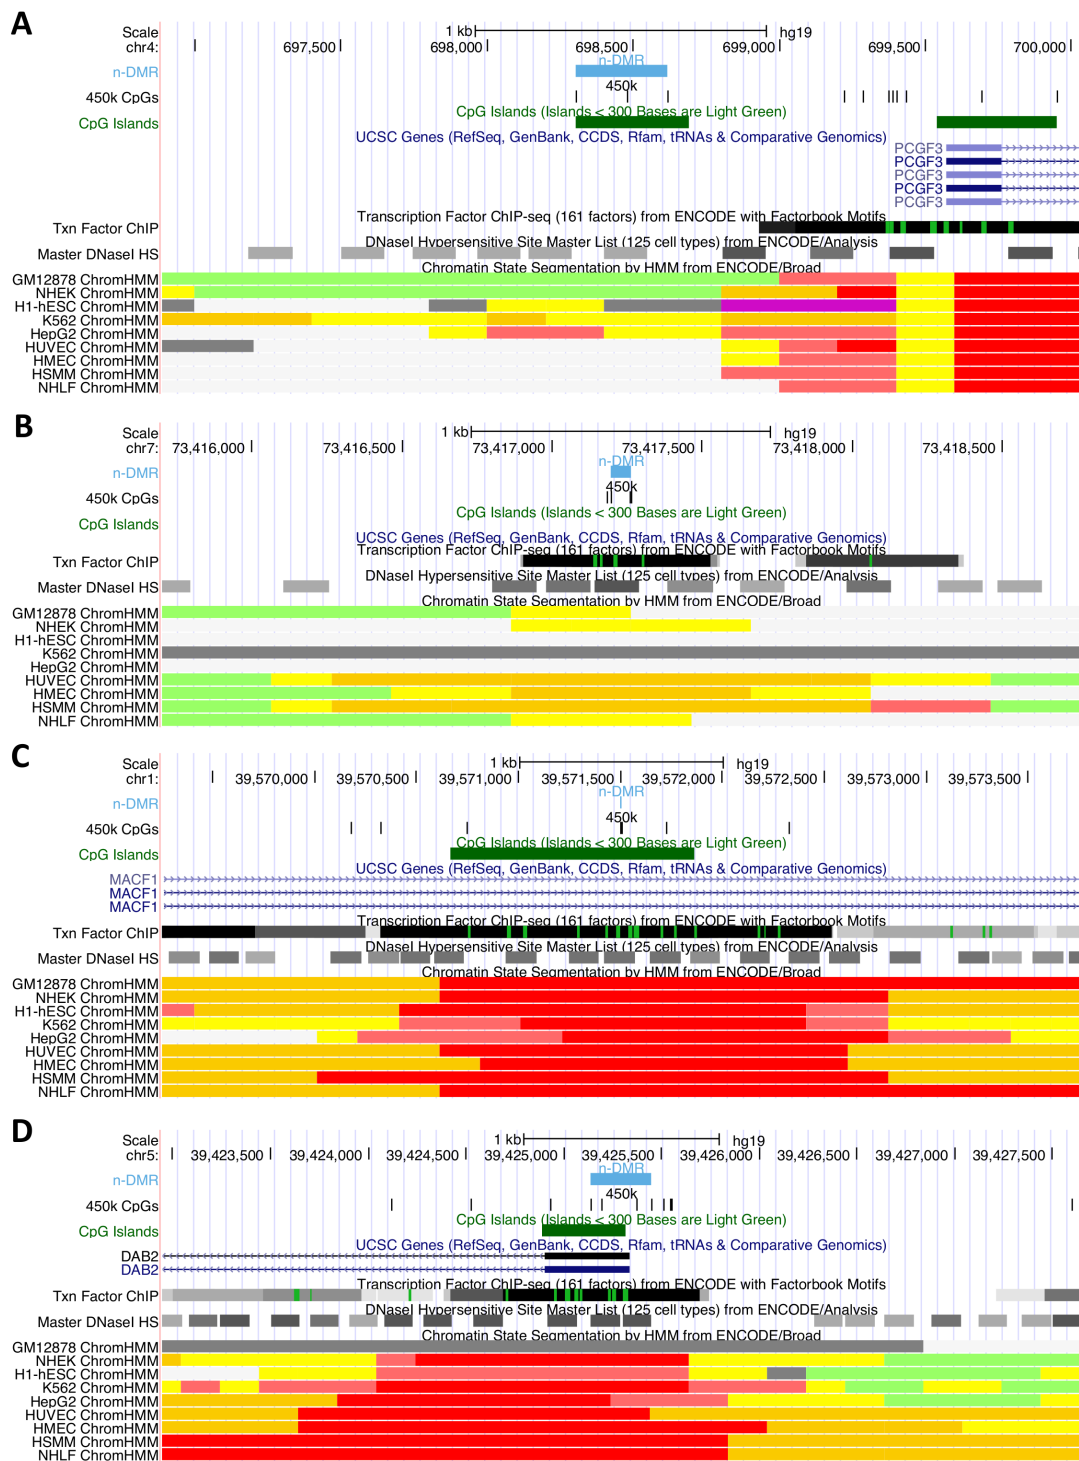 A
Scale 1 kb hg19
chr4: 697,500 698,000 698,500 699,000 699,500 700,000
n-DMR
n-DMR
450k
450k CpGs
CpG Islands (Islands < 300 Bases are Light Green)
CpG Islands
UCSC Genes (RefSeq, GenBank, CCDS, Rfam, tRNAs & Comparative Genomics)
PCGF3
PCGF3
PCGF3
PCGF3
PCGF3
Transcription Factor ChIP-seq (161 factors) from ENCODE with Factorbook Motifs
Txn Factor ChIP
DNaseI Hypersensitive Site Master List (125 cell types) from ENCODE/Analysis
Master DNaseI HS
Chromatin State Segmentation by HMM from ENCODE/Broad
GM12878 ChromHMM
NHEK ChromHMM
H1-hESC ChromHMM
K562 ChromHMM
HepG2 ChromHMM
HUVEC ChromHMM
HMEC ChromHMM
HSMM ChromHMM
NHLF ChromHMM
B
Scale 1 kb hg19
chr7: 73,416,000 73,416,500 73,417,000 73,417,500 73,418,000 73,418,500
n-DMR
n-DMR
450k
450k CpGs
CpG Islands (Islands < 300 Bases are Light Green)
CpG Islands
UCSC Genes (RefSeq, GenBank, CCDS, Rfam, tRNAs & Comparative Genomics)
Transcription Factor ChIP-seq (161 factors) from ENCODE with Factorbook Motifs
Txn Factor ChIP
DNaseI Hypersensitive Site Master List (125 cell types) from ENCODE/Analysis
Master DNaseI HS
Chromatin State Segmentation by HMM from ENCODE/Broad
GM12878 ChromHMM
NHEK ChromHMM
H1-hESC ChromHMM
K562 ChromHMM
HepG2 ChromHMM
HUVEC ChromHMM
HMEC ChromHMM
HSMM ChromHMM
NHLF ChromHMM
C
Scale 1 kb hg19
chr1: 39,570,000 39,570,500 39,571,000 39,571,500 39,572,000 39,572,500 39,573,000 39,573,500
n-DMR
n-DMR
450k
450k CpGs
CpG Islands (Islands < 300 Bases are Light Green)
CpG Islands
UCSC Genes (RefSeq, GenBank, CCDS, Rfam, tRNAs & Comparative Genomics)
MACF1
MACF1
MACF1
Transcription Factor ChIP-seq (161 factors) from ENCODE with Factorbook Motifs
Txn Factor ChIP
DNaseI Hypersensitive Site Master List (125 cell types) from ENCODE/Analysis
Master DNaseI HS
Chromatin State Segmentation by HMM from ENCODE/Broad
GM12878 ChromHMM
NHEK ChromHMM
H1-hESC ChromHMM
K562 ChromHMM
HepG2 ChromHMM
HUVEC ChromHMM
HMEC ChromHMM
HSMM ChromHMM
NHLF ChromHMM
D
Scale 1 kb hg19
chr5: 39,423,500 39,424,000 39,424,500 39,425,000 39,425,500 39,426,000 39,426,500 39,427,000 39,427,500
n-DMR
n-DMR
450k
450k CpGs
CpG Islands (Islands < 300 Bases are Light Green)
CpG Islands
UCSC Genes (RefSeq, GenBank, CCDS, Rfam, tRNAs & Comparative Genomics)
DAB2
DAB2
Transcription Factor ChIP-seq (161 factors) from ENCODE with Factorbook Motifs
Txn Factor ChIP
DNaseI Hypersensitive Site Master List (125 cell types) from ENCODE/Analysis
Master DNaseI HS
Chromatin State Segmentation by HMM from ENCODE/Broad
GM12878 ChromHMM
NHEK ChromHMM
H1-hESC ChromHMM
K562 ChromHMM
HepG2 ChromHMM
HUVEC ChromHMM
HMEC ChromHMM
HSMM ChromHMM
NHLF ChromHMM